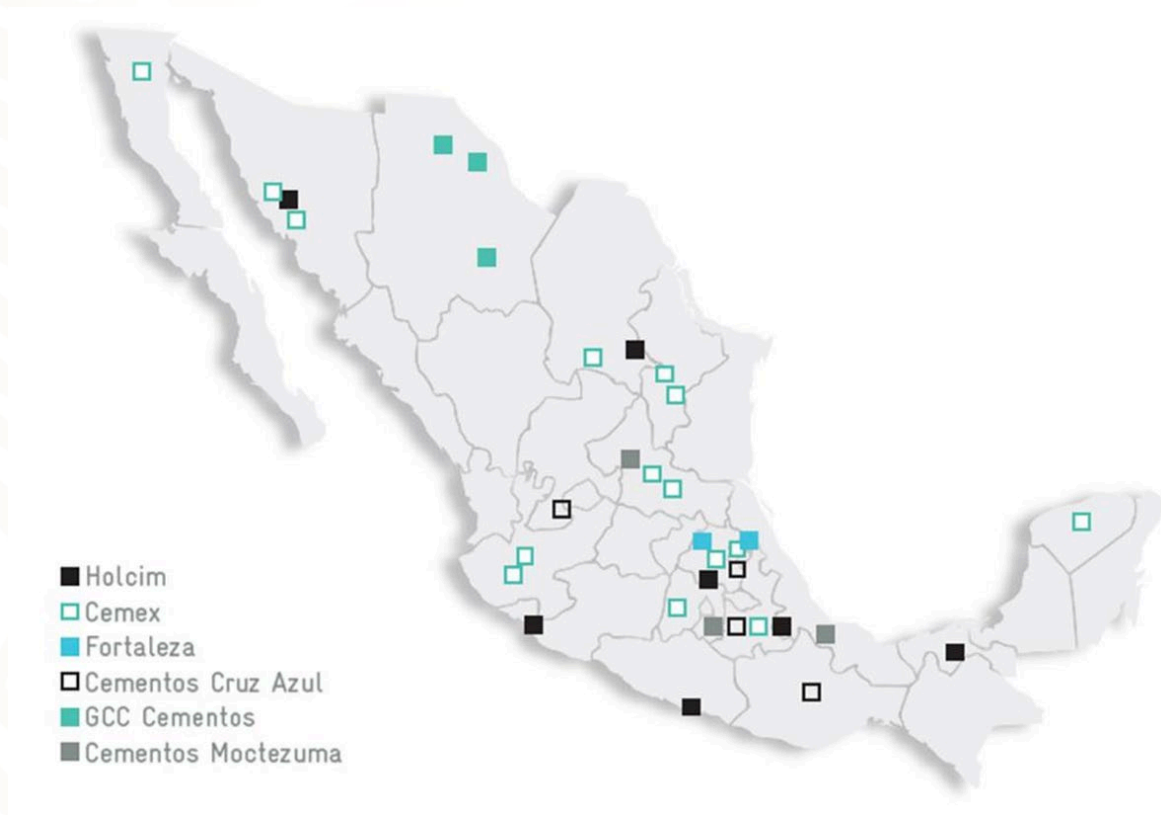 Holcim
Cemex
Fortaleza
Cementos Cruz Azul
GCC Cementos
Cementos Moctezuma